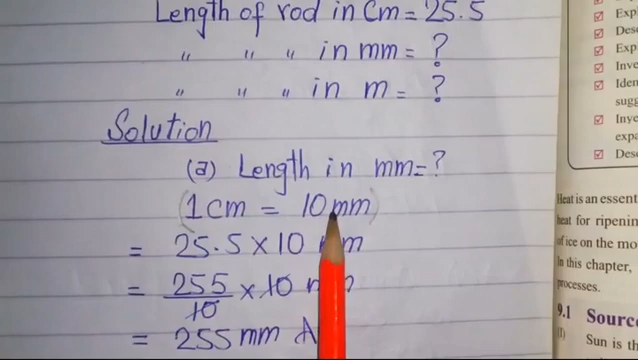 Length of rod in Cm = 25.5
" " " in mm = ?
" " " in m = ?
Solution
(a) Length in mm = ?
(1 cm = 10 mm)
= 25.5 × 10 mm
= 255/10 × 10
= 255 mm
Exp
Des
Exp
Inve
Iden
sugg
Inve
expa
Des
Heat is an essent
heat for ripenin
of ice on the mo
In this chapter,
processes.
9.1 Source
(I) Sun is th